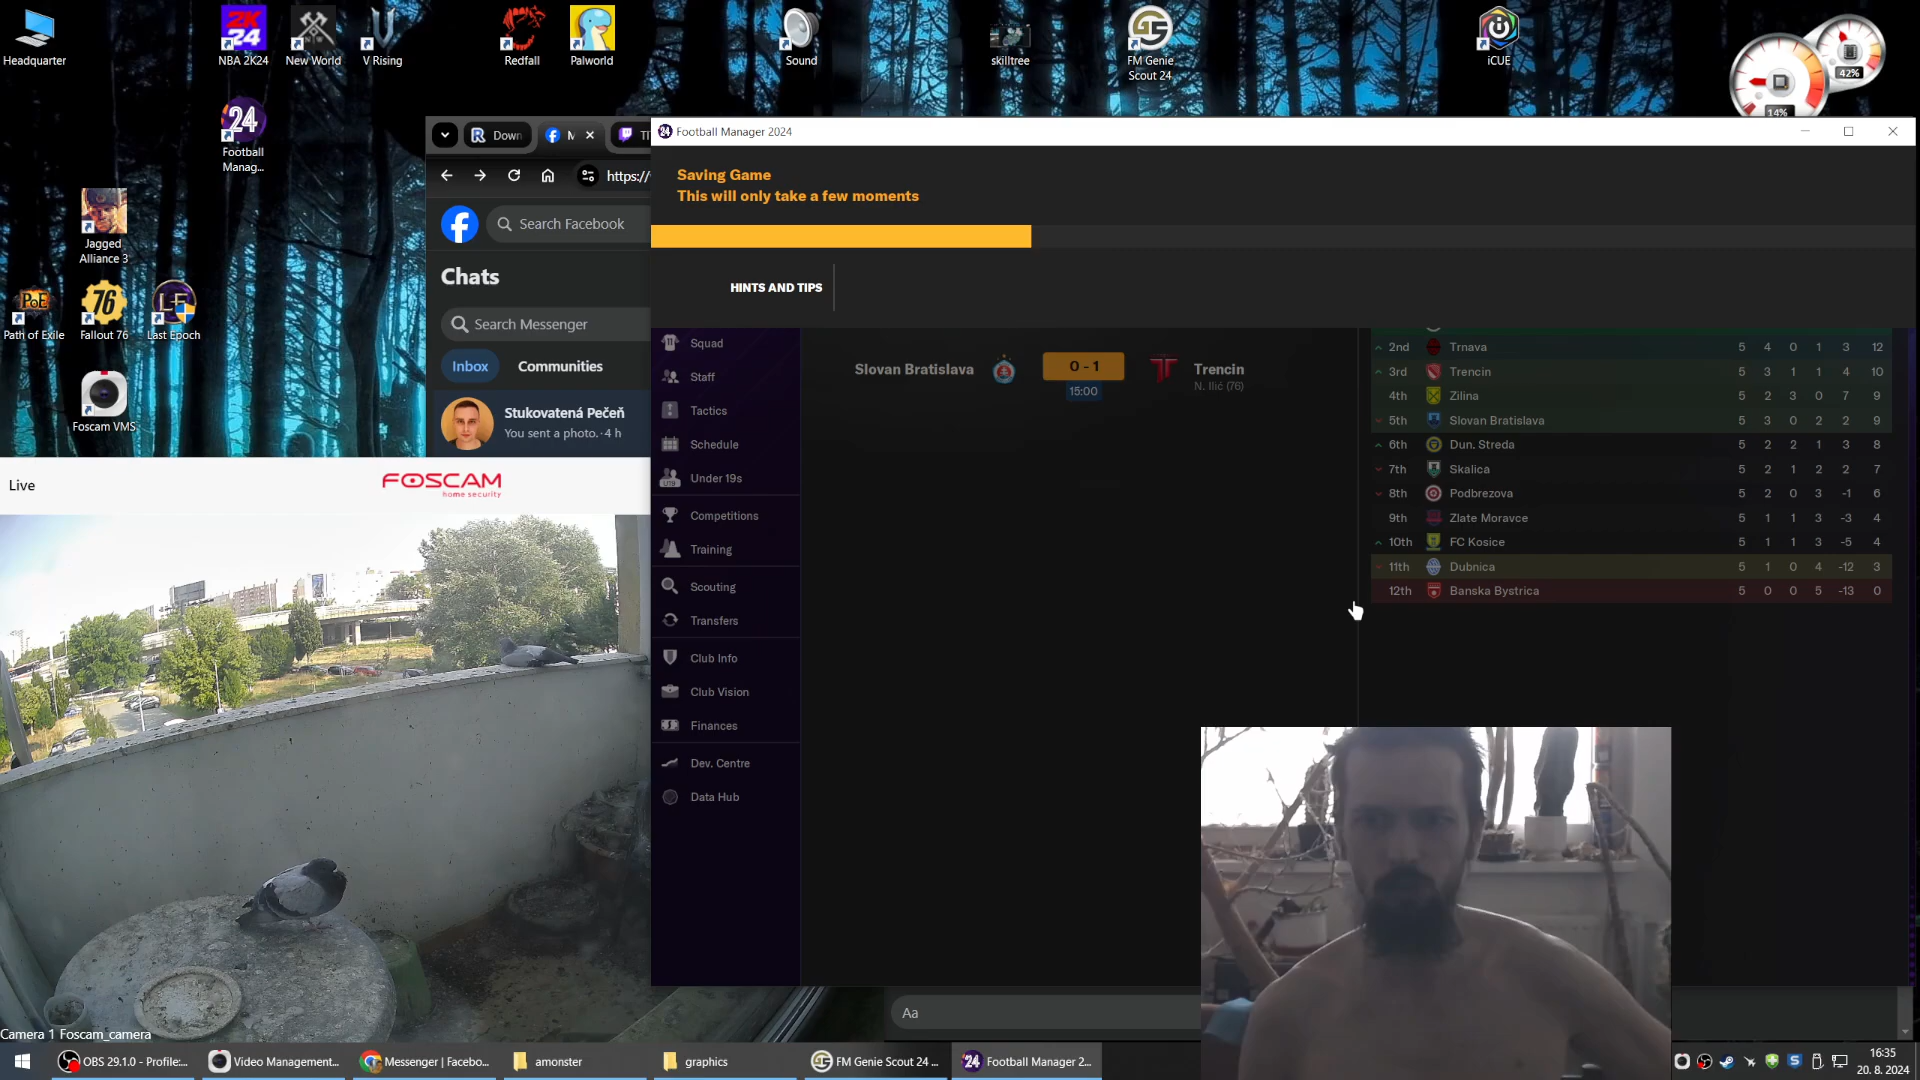 Headquarter
NBA 2K24
New World
V Rising
Redfall
Palworld
Sound
skilltree
FM Genie
Scout 24
iCUE
42%
14%
24
Football
Manag...
Jagged
Alliance 3
Path of Exile
Fallout 76
Last Epoch
Foscam VMS
Down
https://
Search Facebook
Chats
Search Messenger
Inbox
Communities
Stukovatená Pečeň
You sent a photo. · 4 h
Football Manager 2024
Saving Game
This will only take a few moments
HINTS AND TIPS
Squad
Staff
Tactics
Schedule
Under 19s
Competitions
Training
Scouting
Transfers
Club Info
Club Vision
Finances
Dev. Centre
Data Hub
Slovan Bratislava 0 - 1 Trencin
15:00
N. Ilić (76)
2nd Trnava 5 4 0 1 3 12
3rd Trencin 5 3 1 1 4 10
4th Zilina 5 2 3 0 7 9
5th Slovan Bratislava 5 3 0 2 2 9
6th Dun. Streda 5 2 2 1 3 8
7th Skalica 5 2 1 2 2 7
8th Podbrezova 5 2 0 3 -1 6
9th Zlate Moravce 5 1 1 3 -3 4
10th FC Kosice 5 1 1 3 -5 4
11th Dubnica 5 1 0 4 -12 3
12th Banska Bystrica 5 0 0 5 -13 0
Live
FOSCAM
home security
Camera 1 Foscam_camera
Aa
OBS 29.1.0 - Profile:...
Video Management...
Messenger | Facebo...
amonster
graphics
FM Genie Scout 24 ...
Football Manager 2...
16:35
20. 8. 2024